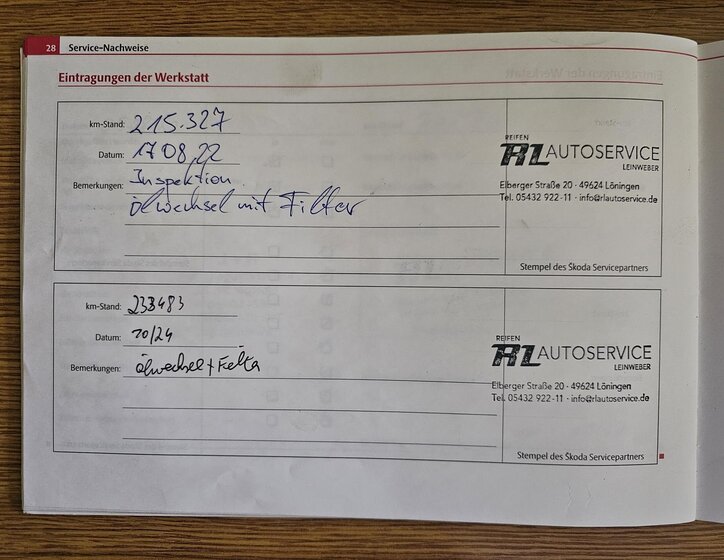 28 Service-Nachweise
Eintragungen der Werkstatt
km-Stand: 215.327
Datum: 17 08,22
Bemerkungen: Inspektion
Ölwechsel mit Filter
REIFEN
RL AUTOSERVICE
LEINWEBER
Elberger Straße 20 · 49624 Löningen
Tel. 05432 922-11 · info@rlautoservice.de
Stempel des Škoda Servicepartners
km-Stand: 233483
Datum: 10/24
Bemerkungen: Ölwechsel + Filta
REIFEN
RL AUTOSERVICE
LEINWEBER
Elberger Straße 20 · 49624 Löningen
Tel. 05432 922-11 · info@rlautoservice.de
Stempel des Škoda Servicepartners